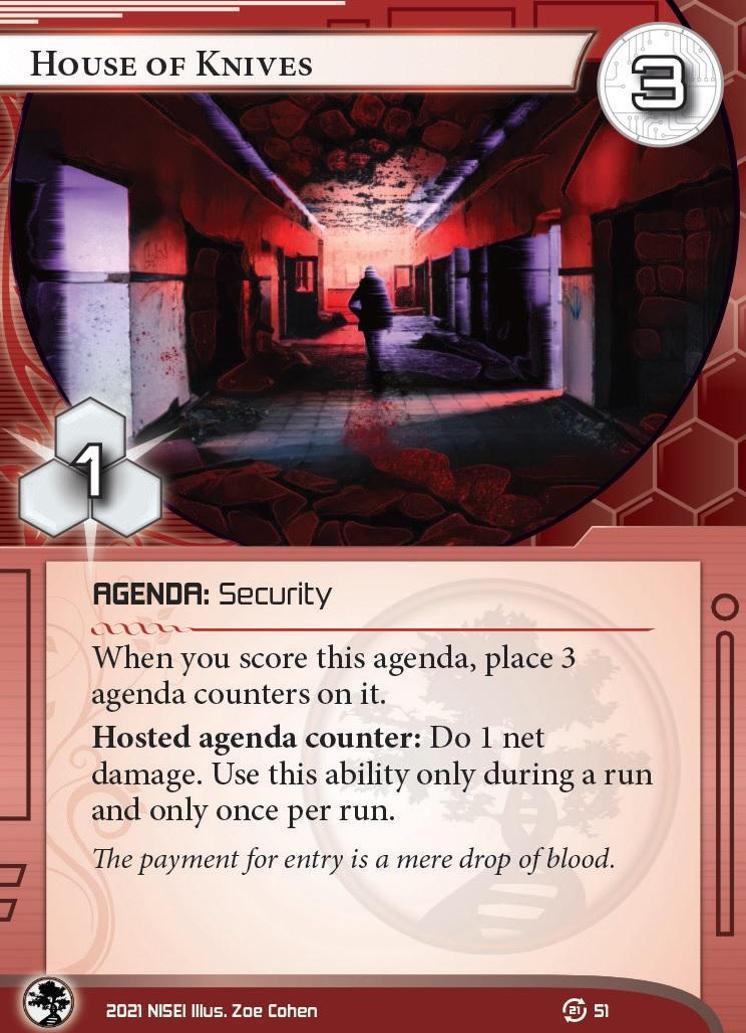 House of Knives
3
1
AGENDA: Security
When you score this agenda, place 3
agenda counters on it.
Hosted agenda counter: Do 1 net
damage. Use this ability only during a run
and only once per run.
The payment for entry is a mere drop of blood.
2021 NISEI Illus. Zoe Cohen
21 51